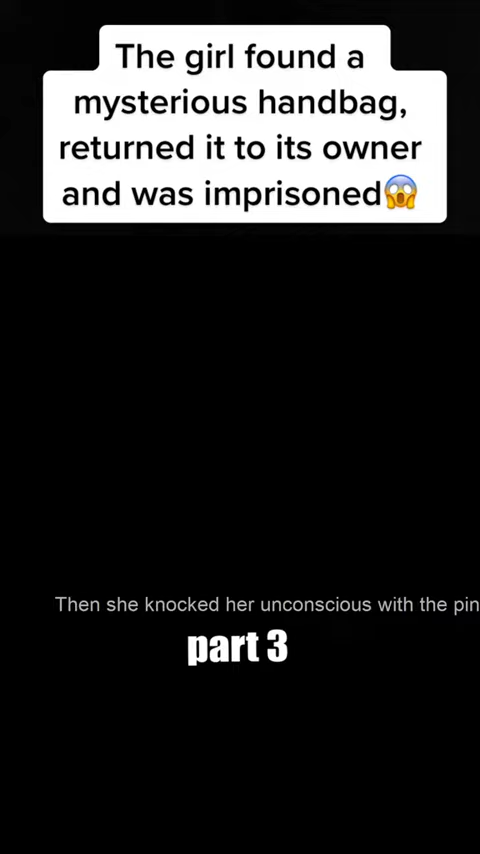 The girl found a
mysterious handbag,
returned it to its owner
and was imprisoned😱
Then she knocked her unconscious with the pin
part 3